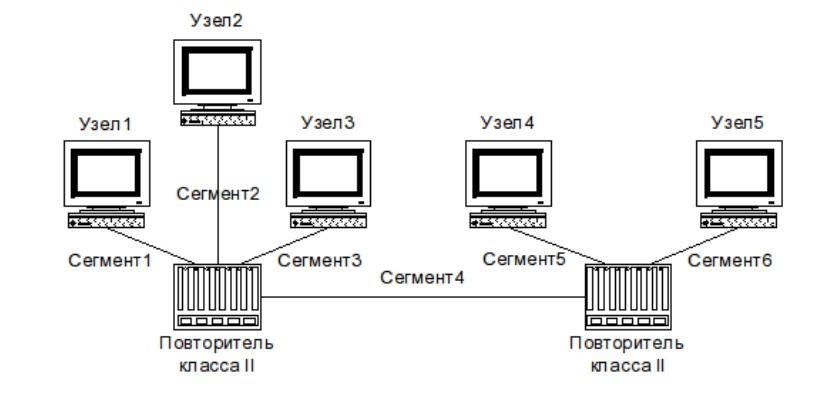 Узел2
Узел1
Узел3
Узел4
Узел5
Сегмент2
Сегмент1
Сегмент3
Сегмент4
Сегмент5
Сегмент6
Повторитель
класса II
Повторитель
класса II